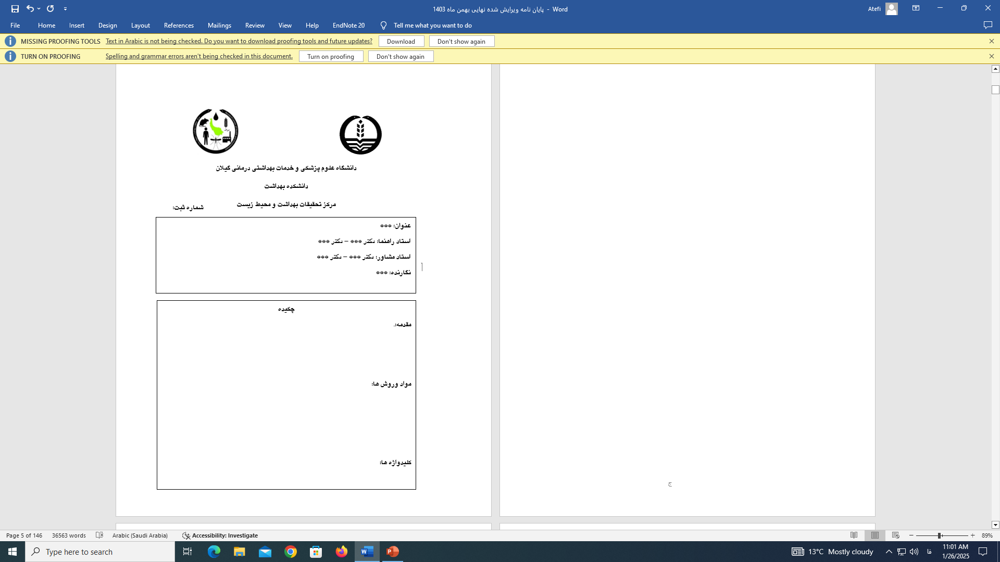 پایان نامه ویرایش شده نهایی بهمن ماه 1403 - Word
Atefi
File Home Insert Design Layout References Mailings Review View Help EndNote 20 Tell me what you want to do
MISSING PROOFING TOOLS Text in Arabic is not being checked. Do you want to download proofing tools and future updates? Download Don't show again
TURN ON PROOFING Spelling and grammar errors aren't being checked in this document. Turn on proofing Don't show again
دانشگاه علوم پزشکی و خدمات بهداشتی درمانی گیلان
دانشکده بهداشت
مرکز تحقیقات بهداشت و محیط زیست
شماره ثبت:
عنوان: ***
استاد راهنما: دکتر *** – دکتر ***
استاد مشاور: دکتر *** – دکتر ***
نگارنده: ***
چکیده
مقدمه:.
مواد وروش ها:
کلیدواژه ها:
ج
Page 5 of 146 36563 words Arabic (Saudi Arabia) Accessibility: Investigate 89%
Type here to search
13°C Mostly cloudy
فا
11:01 AM
1/26/2025